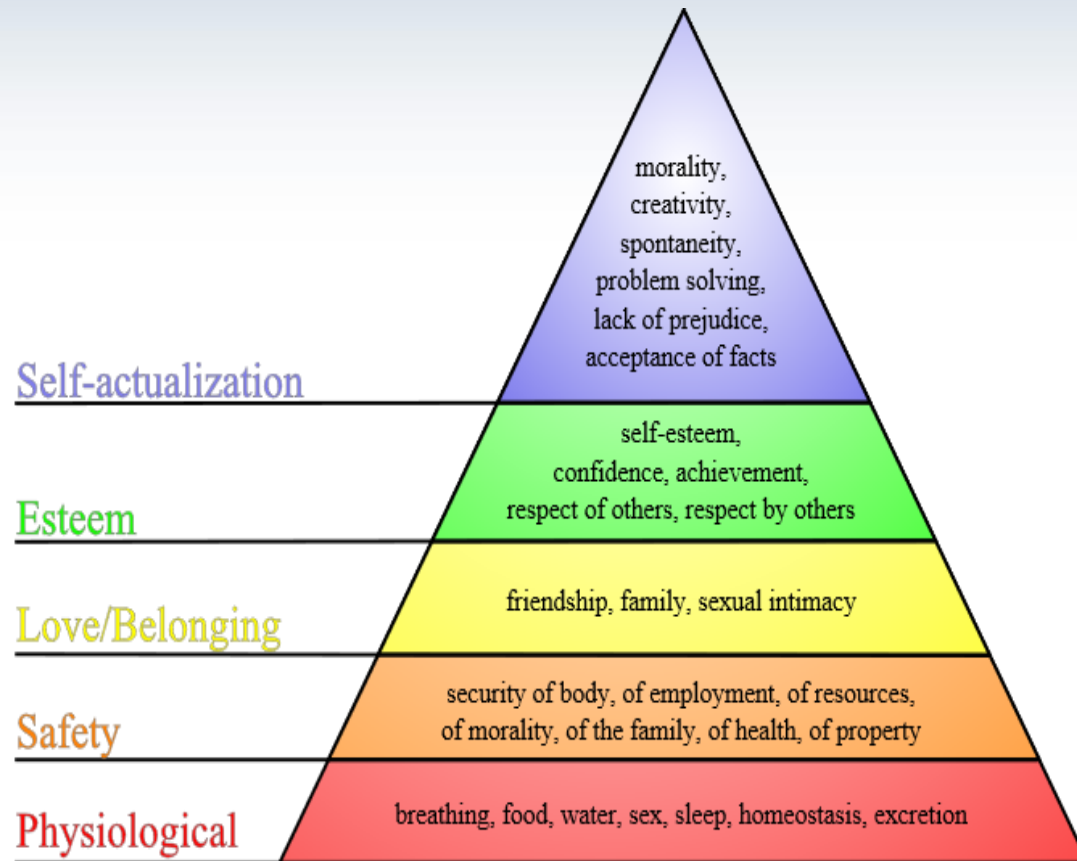 morality,
creativity,
spontaneity,
problem solving,
lack of prejudice,
acceptance of facts
Self-actualization
self-esteem,
confidence, achievement,
respect of others, respect by others
Esteem
friendship, family, sexual intimacy
Love/Belonging
security of body, of employment, of resources,
of morality, of the family, of health, of property
Safety
breathing, food, water, sex, sleep, homeostasis, excretion
Physiological